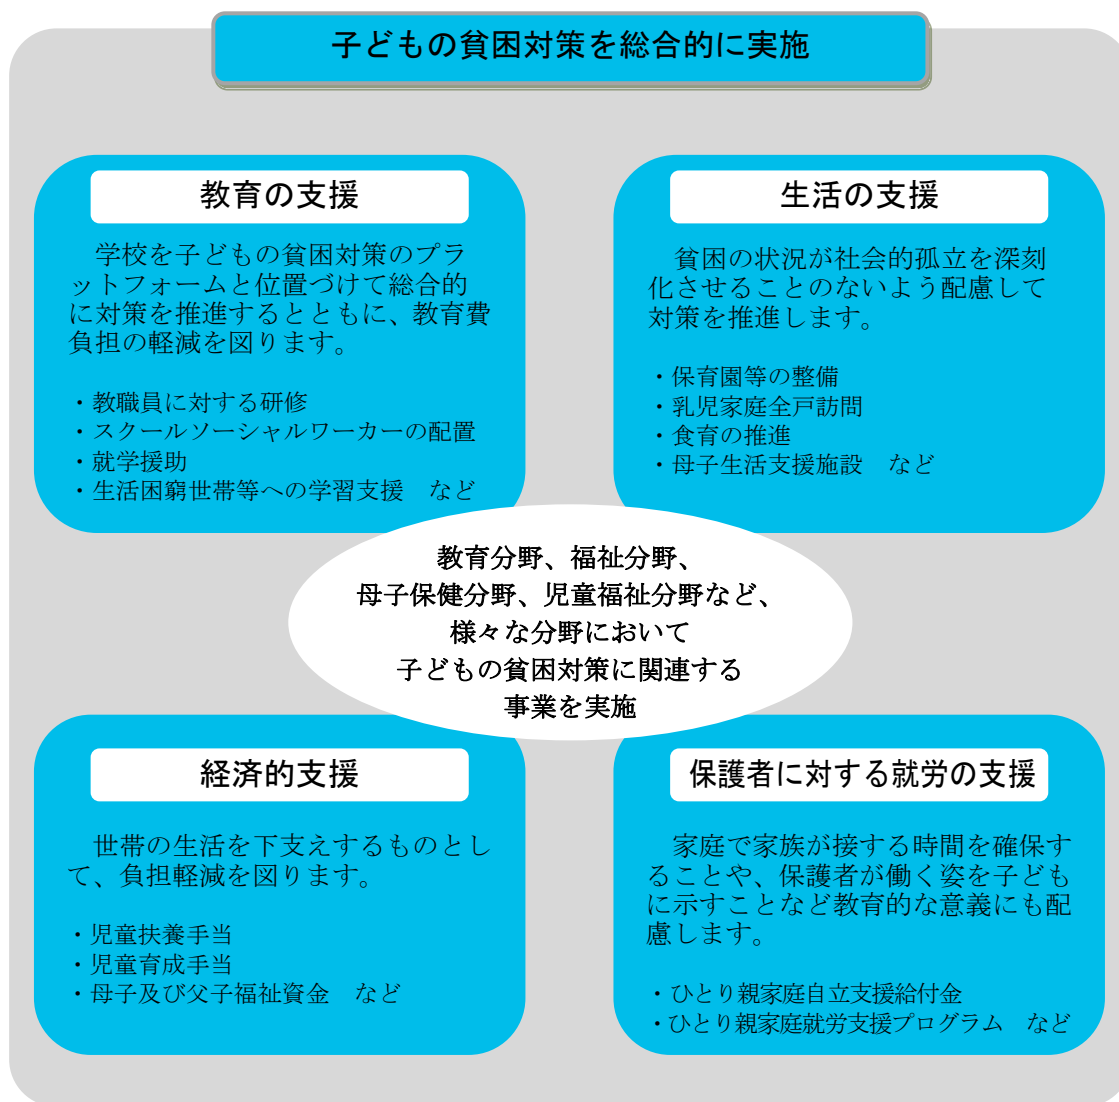 子どもの貧困対策を総合的に実施
教育の支援
　学校を子どもの貧困対策のプラ
ットフォームと位置づけて総合的
に対策を推進するとともに、教育費
負担の軽減を図ります。
・教職員に対する研修
・スクールソーシャルワーカーの配置
・就学援助
・生活困窮世帯等への学習支援　など
生活の支援
　貧困の状況が社会的孤立を深刻
化させることのないよう配慮して
対策を推進します。
・保育園等の整備
・乳児家庭全戸訪問
・食育の推進
・母子生活支援施設　など
教育分野、福祉分野、
母子保健分野、児童福祉分野など、
様々な分野において
子どもの貧困対策に関連する
事業を実施
経済的支援
　世帯の生活を下支えするものとし
て、負担軽減を図ります。
・児童扶養手当
・児童育成手当
・母子及び父子福祉資金　など
保護者に対する就労の支援
　家庭で家族が接する時間を確保す
ることや、保護者が働く姿を子ども
に示すことなど教育的な意義にも配
慮します。
・ひとり親家庭自立支援給付金
・ひとり親家庭就労支援プログラム　など